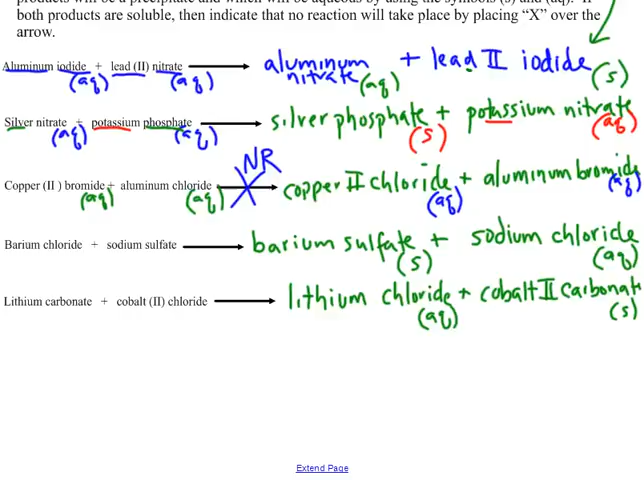 products will be a precipitate and which will be aqueous by using the symbols (s) and (aq). If
both products are soluble, then indicate that no reaction will take place by placing “X” over the
arrow.
Aluminum iodide + lead (II) nitrate aluminum nitrate (aq) + lead II iodide (s)
(aq) (aq)
Silver nitrate + potassium phosphate silver phosphate + potassium nitrate
(aq) (aq) (s) (aq)
NR
Copper (II ) bromide + aluminum chloride copper II chloride + aluminum bromide
(aq) (aq) (aq) (aq)
Barium chloride + sodium sulfate barium sulfate + sodium chloride
(s) (aq)
Lithium carbonate + cobalt (II) chloride lithium chloride + cobalt II carbonate
(aq) (s)
Extend Page